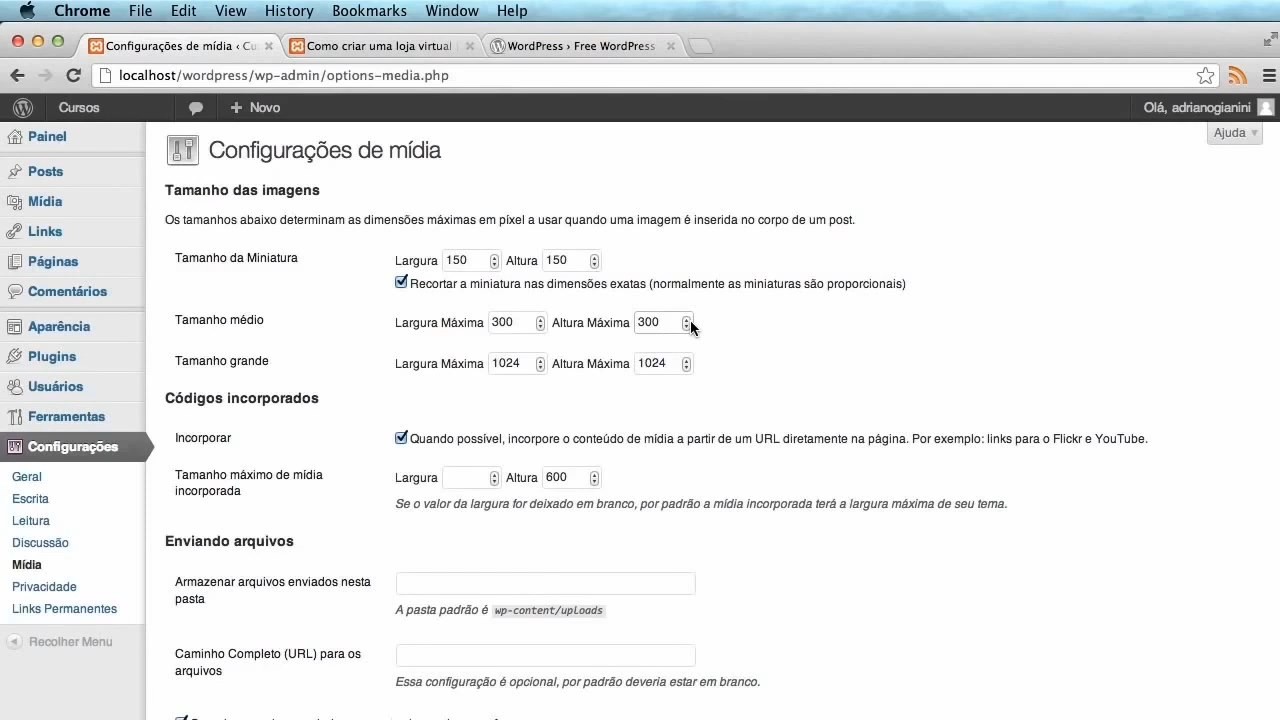 Chrome File Edit View History Bookmarks Window Help
Configurações de mídia ‹ Cu
Como criar uma loja virtual
WordPress › Free WordPress
localhost/wordpress/wp-admin/options-media.php
Cursos
Novo
Olá, adrianogianini
Ajuda
Painel
Posts
Mídia
Links
Páginas
Comentários
Aparência
Plugins
Usuários
Ferramentas
Configurações
Geral
Escrita
Leitura
Discussão
Mídia
Privacidade
Links Permanentes
Recolher Menu
Configurações de mídia
Tamanho das imagens
Os tamanhos abaixo determinam as dimensões máximas em píxel a usar quando uma imagem é inserida no corpo de um post.
Tamanho da Miniatura
Largura 150 Altura 150
Recortar a miniatura nas dimensões exatas (normalmente as miniaturas são proporcionais)
Tamanho médio
Largura Máxima 300 Altura Máxima 300
Tamanho grande
Largura Máxima 1024 Altura Máxima 1024
Códigos incorporados
Incorporar
Quando possível, incorpore o conteúdo de mídia a partir de um URL diretamente na página. Por exemplo: links para o Flickr e YouTube.
Tamanho máximo de mídia
incorporada
Largura Altura 600
Se o valor da largura for deixado em branco, por padrão a mídia incorporada terá a largura máxima de seu tema.
Enviando arquivos
Armazenar arquivos enviados nesta
pasta
A pasta padrão é wp-content/uploads
Caminho Completo (URL) para os
arquivos
Essa configuração é opcional, por padrão deveria estar em branco.